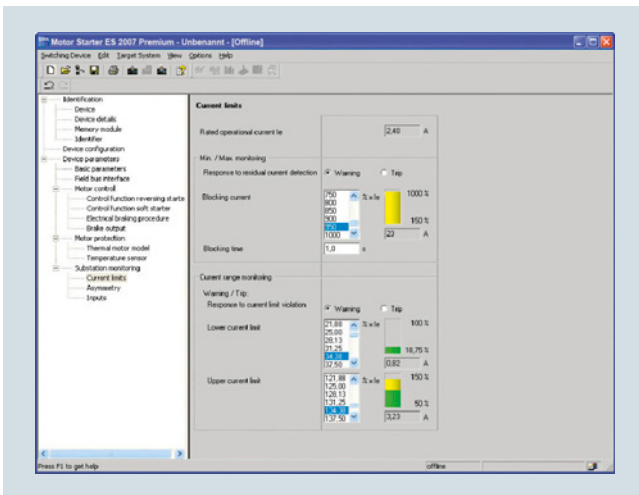 Motor Starter ES 2007 Premium - Unbenannt - [Offline]
Switching Device Edit Target System View Options Help
Identification
Device
Device details
Memory module
Identifier
Device configuration
Device parameters
Basic parameters
Field bus interface
Motor control
Control function reversing starte
Control function soft starter
Electrical braking procedure
Brake output
Motor protection
Thermal motor model
Temperature sensor
Substation monitoring
Current limits
Asymmetry
Inputs
Current limits
Rated operational current Ie 2,40 A
Min. / Max. monitoring
Response to residual current detection Warning Trip
Blocking current
750
800
850
900
950
1000
% x Ie
1000 %
150 %
23 A
Blocking time 1,0 s
Current range monitoring
Warning / Trip:
Response to current limit violation Warning Trip
Lower current limit
21,88
25,00
28,13
31,25
34,38
37,50
% x Ie
100 %
18,75 %
0,82 A
Upper current limit
121,88
125,00
128,13
131,25
134,38
137,50
% x Ie
150 %
50 %
3,23 A
Press F1 to get help
offline